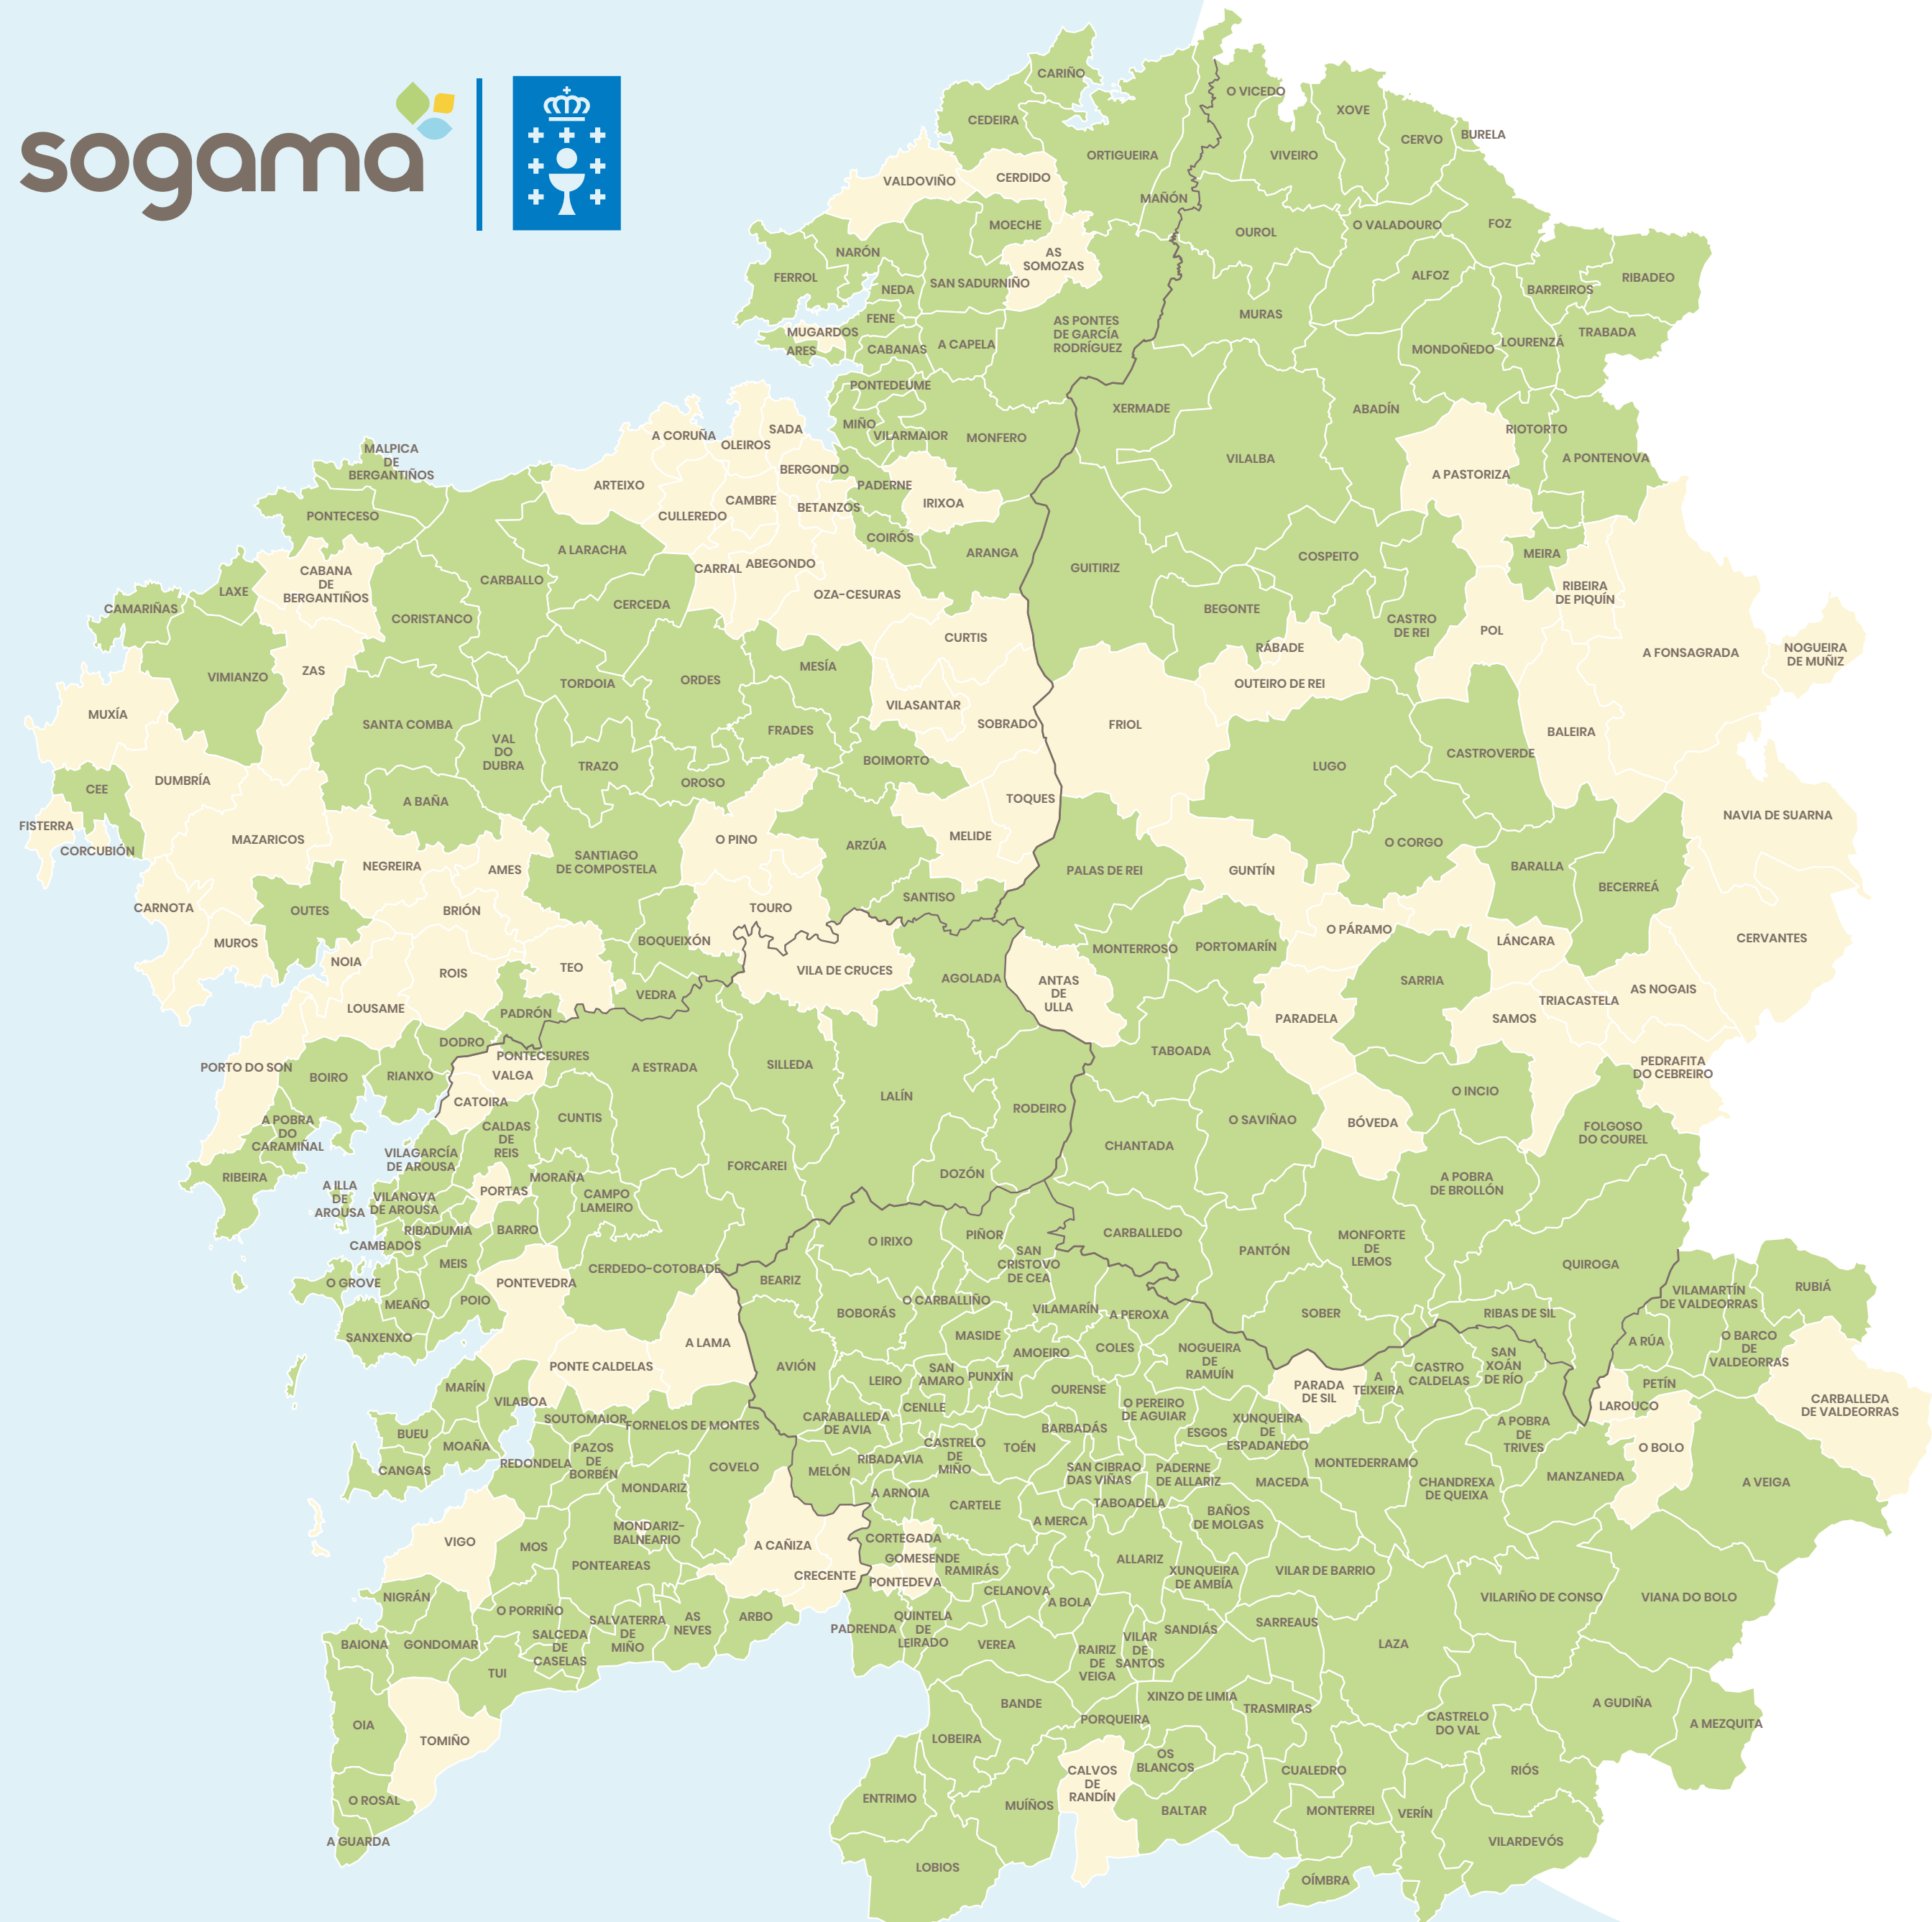 sogama
CARIÑO
O VICEDO
XOVE
CEDEIRA
BURELA
CERVO
ORTIGUEIRA
VIVEIRO
VALDOVIÑO
CERDIDO
MAÑÓN
MOECHE
O VALADOURO
FOZ
OUROL
NARÓN
AS
SOMOZAS
FERROL
ALFOZ
RIBADEO
SAN SADURNIÑO
NEDA
BARREIROS
MURAS
FENE
AS PONTES
DE GARCÍA
RODRÍGUEZ
MUGARDOS
TRABADA
ARES
CABANAS
A CAPELA
MONDOÑEDO
LOURENZÁ
PONTEDEUME
XERMADE
ABADÍN
MIÑO
VILARMAIOR
MONFERO
SADA
A CORUÑA
OLEIROS
RIOTORTO
MALPICA
DE
BERGANTIÑOS
VILALBA
A PONTENOVA
BERGONDO
A PASTORIZA
ARTEIXO
PADERNE
CAMBRE
IRIXOA
BETANZOS
PONTECESO
CULLEREDO
COIRÓS
A LARACHA
ARANGA
COSPEITO
MEIRA
CARRAL
ABEGONDO
GUITIRIZ
CABANA
DE
BERGANTIÑOS
CARBALLO
RIBEIRA
DE PIQUÍN
LAXE
OZA-CESURAS
CAMARIÑAS
CERCEDA
BEGONTE
CORISTANCO
CASTRO
DE REI
POL
CURTIS
RÁBADE
A FONSAGRADA
NOGUEIRA
DE MUÑIZ
ZAS
MESÍA
VIMIANZO
TORDOIA
ORDES
OUTEIRO DE REI
VILASANTAR
MUXÍA
SANTA COMBA
SOBRADO
FRIOL
FRADES
BALEIRA
VAL
DO
DUBRA
CASTROVERDE
BOIMORTO
TRAZO
LUGO
DUMBRÍA
OROSO
CEE
A BAÑA
TOQUES
NAVIA DE SUARNA
FISTERRA
MELIDE
MAZARICOS
O PINO
O CORGO
ARZÚA
CORCUBIÓN
SANTIAGO
DE COMPOSTELA
NEGREIRA
AMES
PALAS DE REI
GUNTÍN
BARALLA
BECERREÁ
SANTISO
CARNOTA
OUTES
BRIÓN
TOURO
O PÁRAMO
MUROS
BOQUEIXÓN
LÁNCARA
CERVANTES
MONTERROSO
PORTOMARÍN
NOIA
TEO
ROIS
VILA DE CRUCES
AGOLADA
ANTAS
DE
ULLA
SARRIA
AS NOGAIS
VEDRA
TRIACASTELA
LOUSAME
PADRÓN
PARADELA
SAMOS
DODRO
PONTECESURES
TABOADA
PEDRAFITA
DO CEBREIRO
PORTO DO SON
BOIRO
RIANXO
VALGA
A ESTRADA
SILLEDA
O INCIO
CATOIRA
LALÍN
RODEIRO
A POBRA
DO
CARAMIÑAL
CUNTIS
O SAVIÑAO
BÓVEDA
CALDAS
DE
REIS
FOLGOSO
DO COUREL
CHANTADA
VILAGARCÍA
DE AROUSA
FORCAREI
DOZÓN
RIBEIRA
MORAÑA
A POBRA
DE BROLLÓN
A ILLA
DE
AROUSA
PORTAS
CAMPO
LAMEIRO
VILANOVA
DE AROUSA
RIBADUMIA
BARRO
PIÑOR
CARBALLEDO
CAMBADOS
O IRIXO
MONFORTE
DE
LEMOS
PANTÓN
SAN
CRISTOVO
DE CEA
MEIS
CERDEDO-COTOBADE
QUIROGA
O GROVE
PONTEVEDRA
BEARIZ
VILAMARTÍN
DE VALDEORRAS
RUBIÁ
MEAÑO
POIO
O CARBALLIÑO
BOBORÁS
VILAMARÍN
A PEROXA
SOBER
RIBAS DE SIL
SANXENXO
A LAMA
MASIDE
A RÚA
O BARCO
DE
VALDEORRAS
COLES
NOGUEIRA
DE
RAMUÍN
AMOEIRO
SAN
XOÁN
DE RÍO
PONTE CALDELAS
AVIÓN
SAN
AMARO
PUNXÍN
CASTRO
CALDELAS
LEIRO
A
TEIXEIRA
MARÍN
OURENSE
PARADA
DE SIL
PETÍN
VILABOA
CENLLE
O PEREIRO
DE AGUIAR
LAROUCO
CARBALLEDA
DE VALDEORRAS
SOUTOMAIOR
FORNELOS DE MONTES
CARABALLEDA
DE AVIA
BARBADÁS
XUNQUEIRA
DE
ESPADANEDO
A POBRA
DE
TRIVES
BUEU
ESGOS
MOAÑA
PAZOS
DE
BORBÉN
CASTRELO
DE
MIÑO
TOÉN
O BOLO
REDONDELA
RIBADAVIA
CANGAS
COVELO
MELÓN
SAN CIBRAO
DAS VIÑAS
PADERNE
DE ALLARIZ
MONTEDERRAMO
MACEDA
MANZANEDA
MONDARIZ
CHANDREXA
DE QUEIXA
A VEIGA
A ARNOIA
CARTELE
TABOADELA
BAÑOS
DE MOLGAS
A MERCA
MONDARIZ-
BALNEARIO
VIGO
MOS
A CAÑIZA
CORTEGADA
PONTEAREAS
GOMESENDE
ALLARIZ
CRECENTE
RAMIRÁS
XUNQUEIRA
DE AMBÍA
VILAR DE BARRIO
PONTEDEVA
CELANOVA
NIGRÁN
A BOLA
VILARIÑO DE CONSO
VIANA DO BOLO
O PORRIÑO
SALVATERRA
DE
MIÑO
AS
NEVES
ARBO
QUINTELA
DE
LEIRADO
PADRENDA
SANDIÁS
SARREAUS
BAIONA
GONDOMAR
SALCEDA
DE
CASELAS
VEREA
VILAR
DE
SANTOS
LAZA
RAIRIZ
DE
VEIGA
TUI
XINZO DE LIMIA
BANDE
TRASMIRAS
A GUDIÑA
OIA
PORQUEIRA
CASTRELO
DO VAL
A MEZQUITA
TOMIÑO
LOBEIRA
OS
BLANCOS
CALVOS
DE
RANDÍN
CUALEDRO
RIÓS
O ROSAL
ENTRIMO
MUÍÑOS
BALTAR
MONTERREI
VERÍN
A GUARDA
VILARDEVÓS
LOBIOS
OÍMBRA